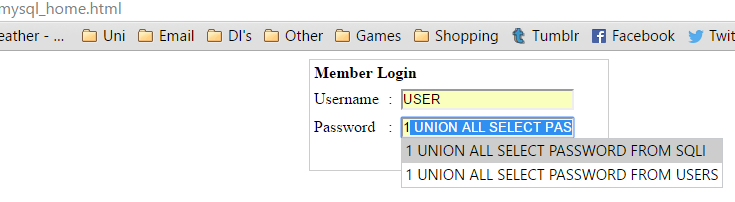 mysql_home.html
eather - ... Uni Email DI's Other Games Shopping Tumblr Facebook Twit
Member Login
Username : USER
Password : 1 UNION ALL SELECT PAS
1 UNION ALL SELECT PASSWORD FROM SQLI
1 UNION ALL SELECT PASSWORD FROM USERS